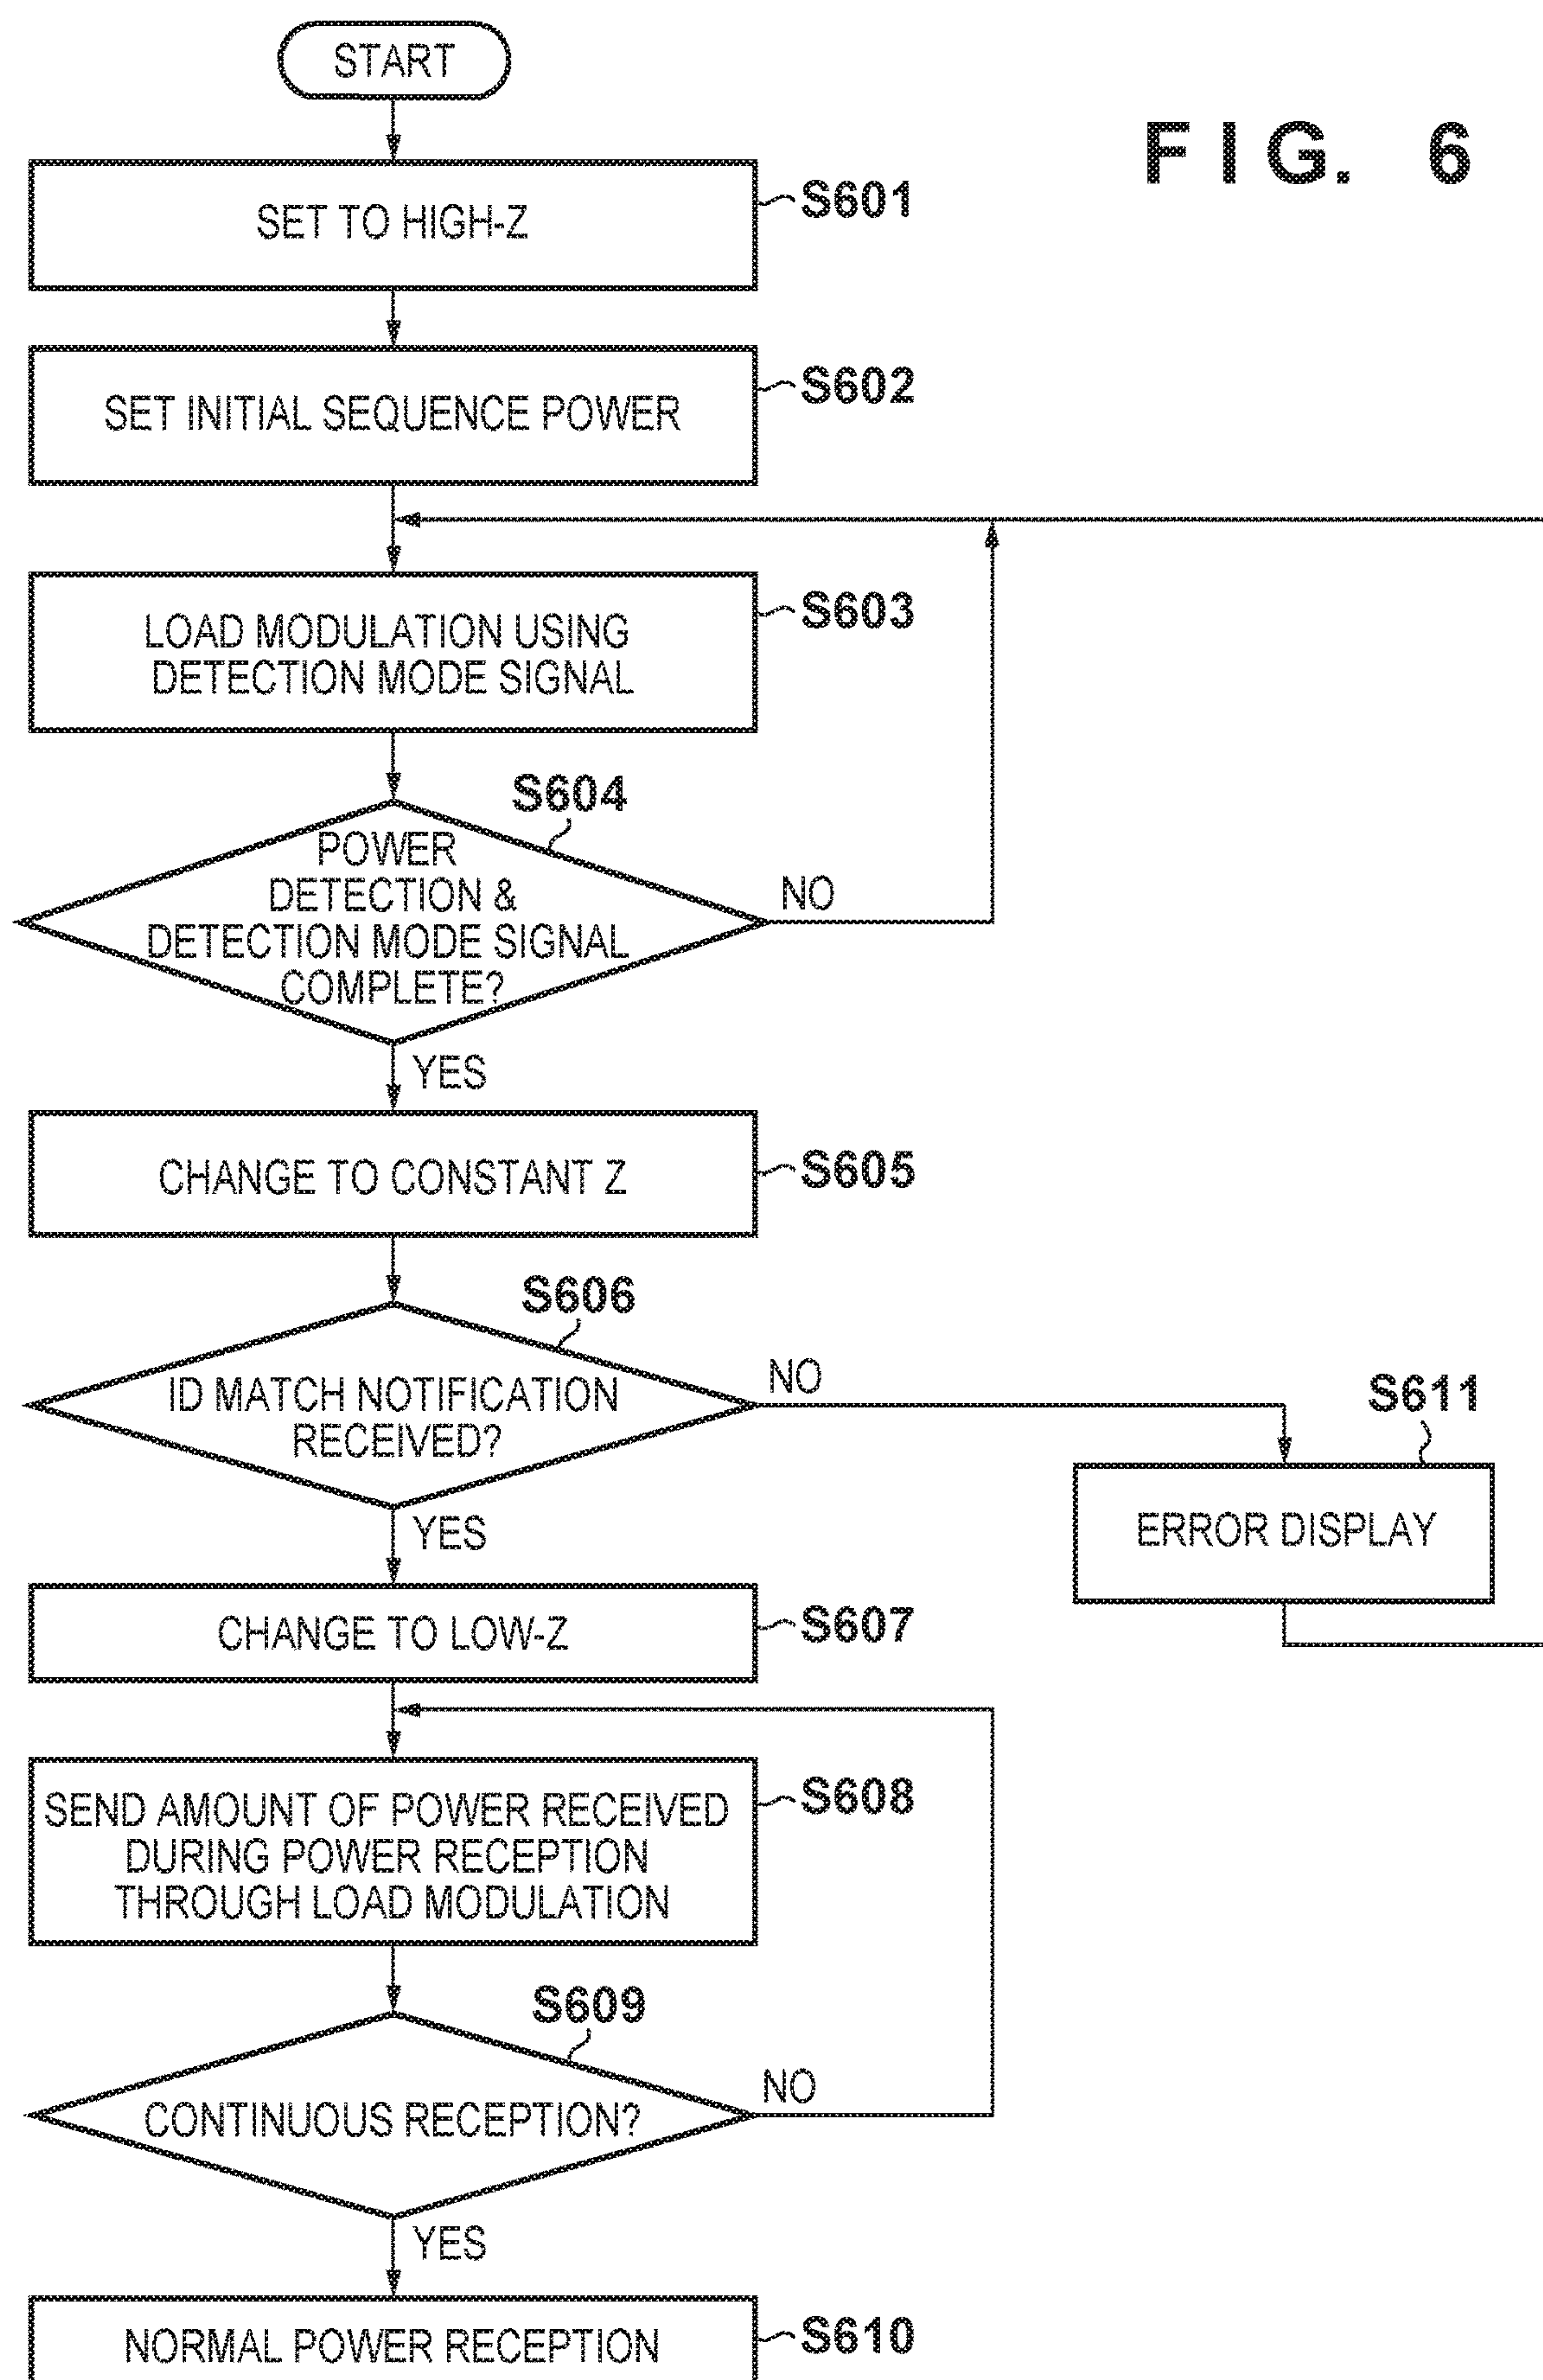 START
FIG. 6
SET TO HIGH-Z
S601
SET INITIAL SEQUENCE POWER
S602
LOAD MODULATION USING
DETECTION MODE SIGNAL
S603
S604
POWER
DETECTION &
DETECTION MODE SIGNAL
COMPLETE?
NO
YES
CHANGE TO CONSTANT Z
S605
S606
ID MATCH NOTIFICATION
RECEIVED?
NO
YES
S611
ERROR DISPLAY
CHANGE TO LOW-Z
S607
SEND AMOUNT OF POWER RECEIVED
DURING POWER RECEPTION
THROUGH LOAD MODULATION
S608
S609
CONTINUOUS RECEPTION?
NO
YES
NORMAL POWER RECEPTION
S610